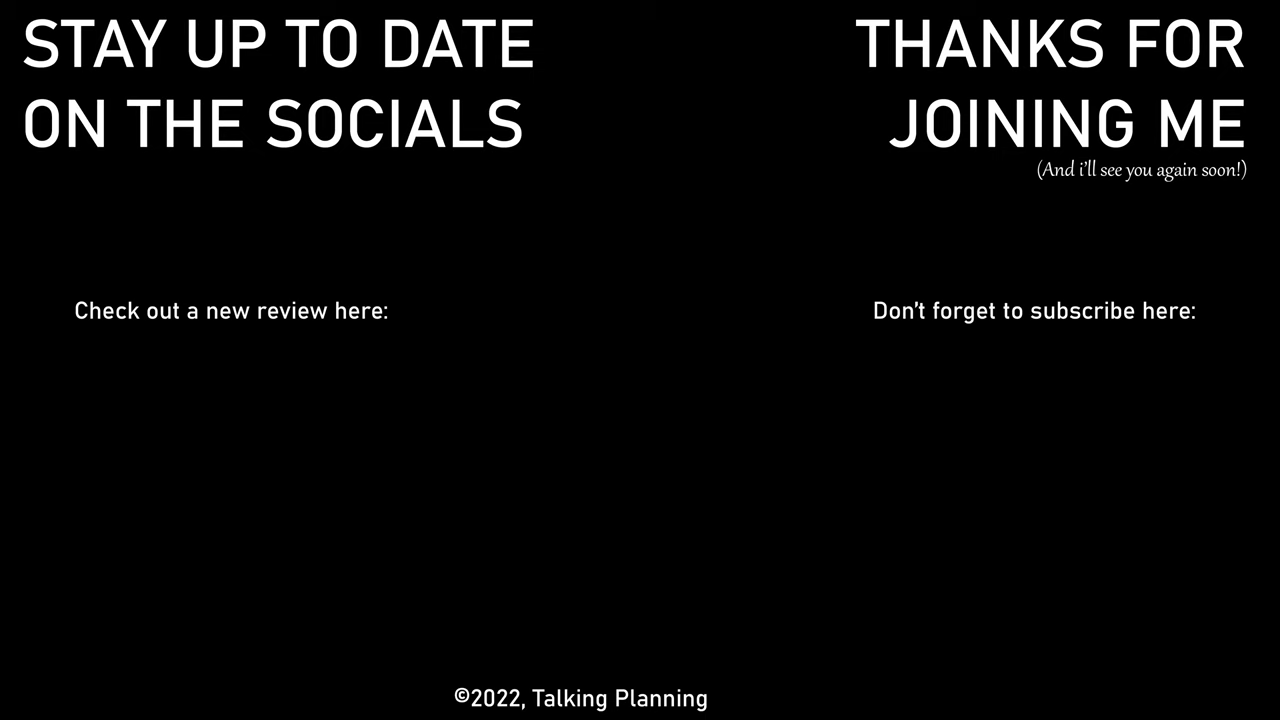 STAY UP TO DATE
ON THE SOCIALS
THANKS FOR
JOINING ME
(And i'll see you again soon!)
Check out a new review here:
Don't forget to subscribe here:
©2022, Talking Planning